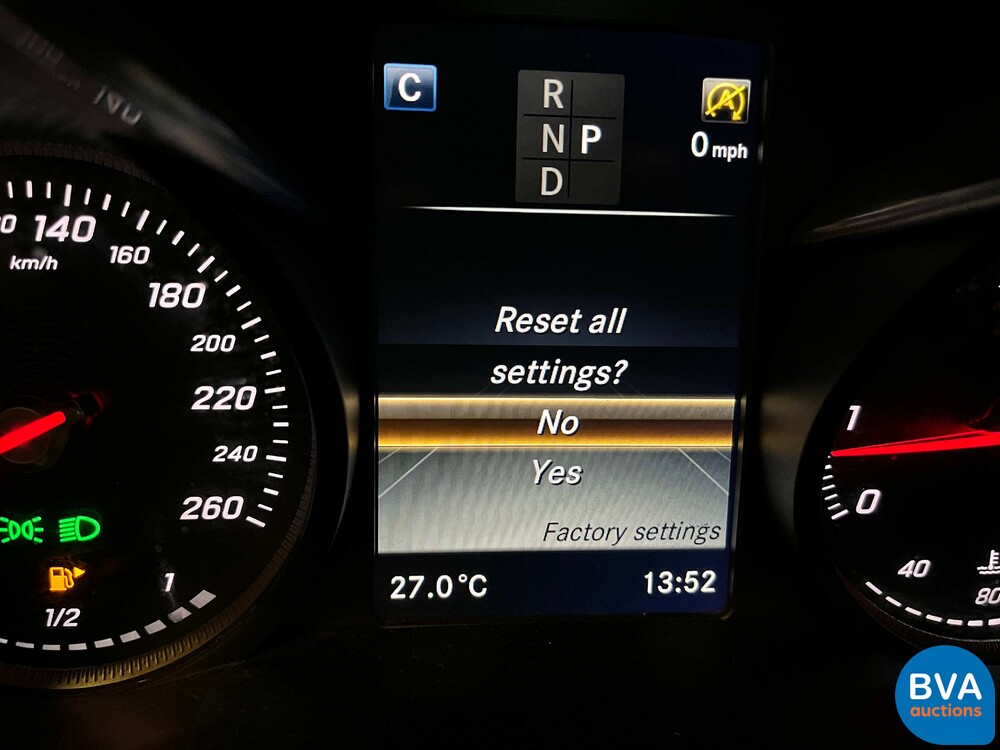 C
R
N P
D
A
0 mph
140
km/h
160
180
200
220
240
260
1/2
1
Reset all
settings?
No
Yes
Factory settings
27.0°C
13:52
1
0
40
80
BVA
auctions